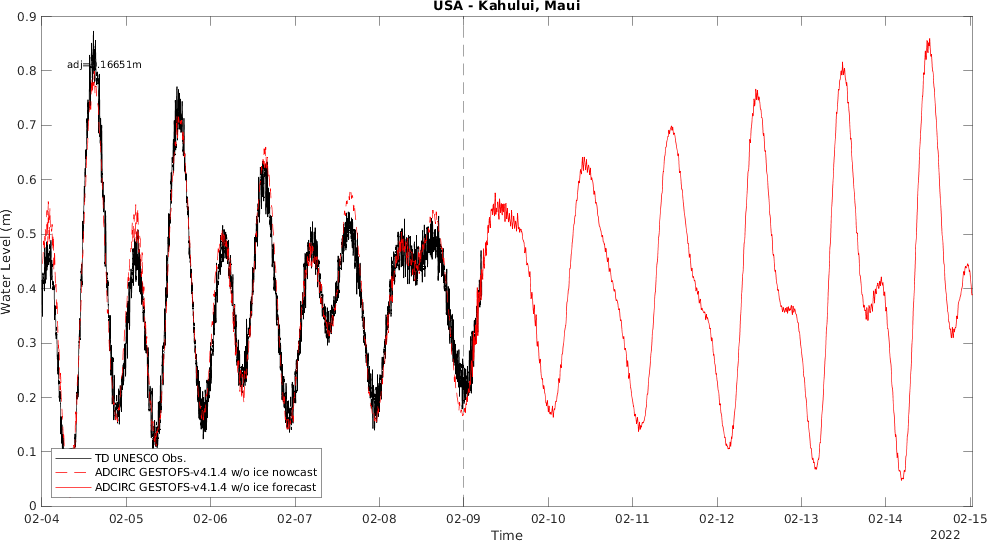 USA - Kahului, Maui
0.9
0.8
0.7
0.6
0.5
0.4
0.3
0.2
0.1
0
Water Level (m)
TD UNESCO Obs.
ADCIRC GESTOFS-v4.1.4 w/o ice nowcast
ADCIRC GESTOFS-v4.1.4 w/o ice forecast
02-04 02-05 02-06 02-07 02-08 02-09 02-10 02-11 02-12 02-13 02-14 02-15
Time
2022